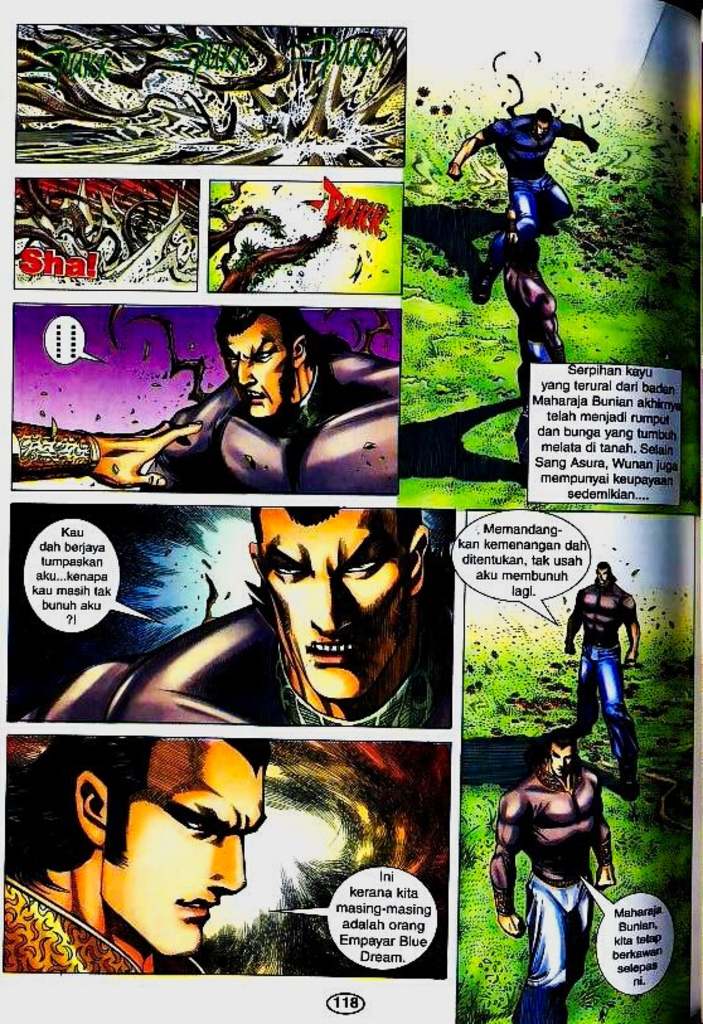 DUKK
DUKK
DUKK
Sha!
DUKK
Serpihan kayu
yang terurai dari badan
Maharaja Bunian akhirnya
telah menjadi rumput
dan bunga yang tumbuh
melata di tanah. Selain
Sang Asura, Wunan juga
mempunyai keupayaan
sedemikian....
Kau
dah berjaya
tumpaskan
aku...kenapa
kau masih tak
bunuh aku
?!
Memandang-
kan kemenangan dah
ditentukan, tak usah
aku membunuh
lagi.
Ini
kerana kita
masing-masing
adalah orang
Empayar Blue
Dream.
Maharaja
Bunian,
kita tetap
berkawan
selepas
ni.
118